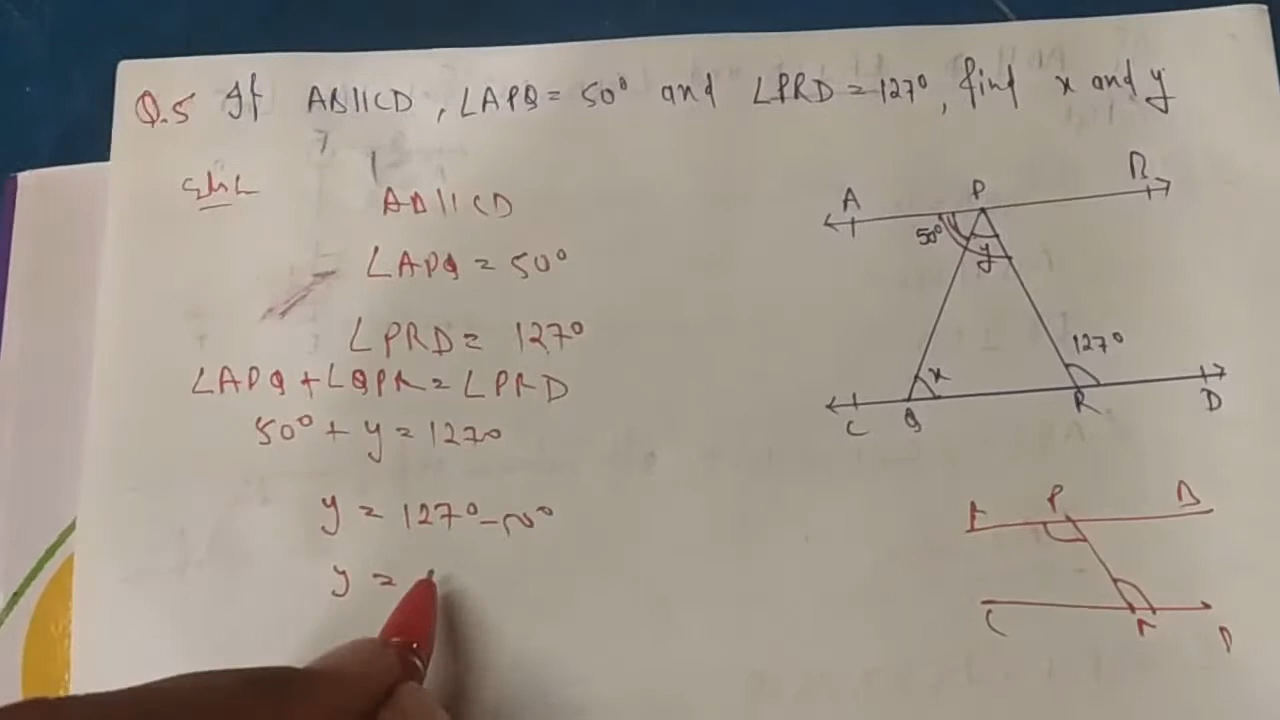 Q.5 If AB||CD, ∠APQ = 50° and ∠PRD = 127°, find x and y
AB||CD
∠APQ = 50°
∠PRD = 127°
∠APQ + ∠QPR = ∠PRD
50° + y = 127°
y = 127° - 50°
y =
A P B
50° y
127°
x
C Q R D
A P B
C R D